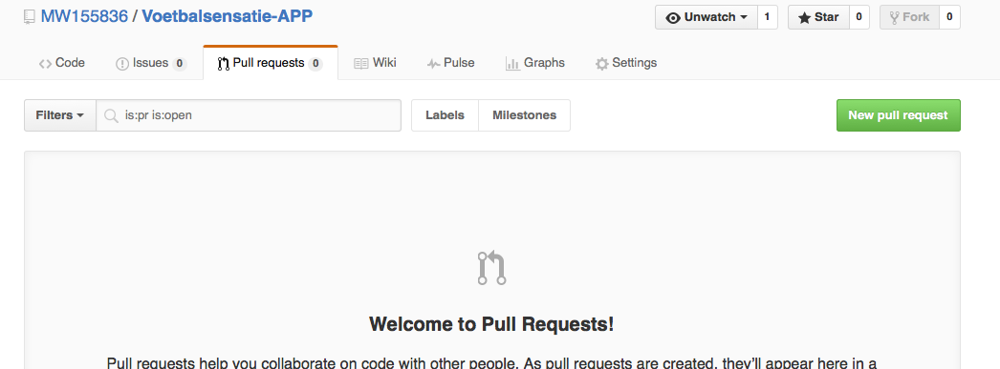 MW155836 / Voetbalsensatie-APP
Unwatch 1 Star 0 Fork 0
Code Issues 0 Pull requests 0 Wiki Pulse Graphs Settings
Filters is:pr is:open Labels Milestones New pull request
Welcome to Pull Requests!
Pull requests help you collaborate on code with other people. As pull requests are created, they’ll appear here in a